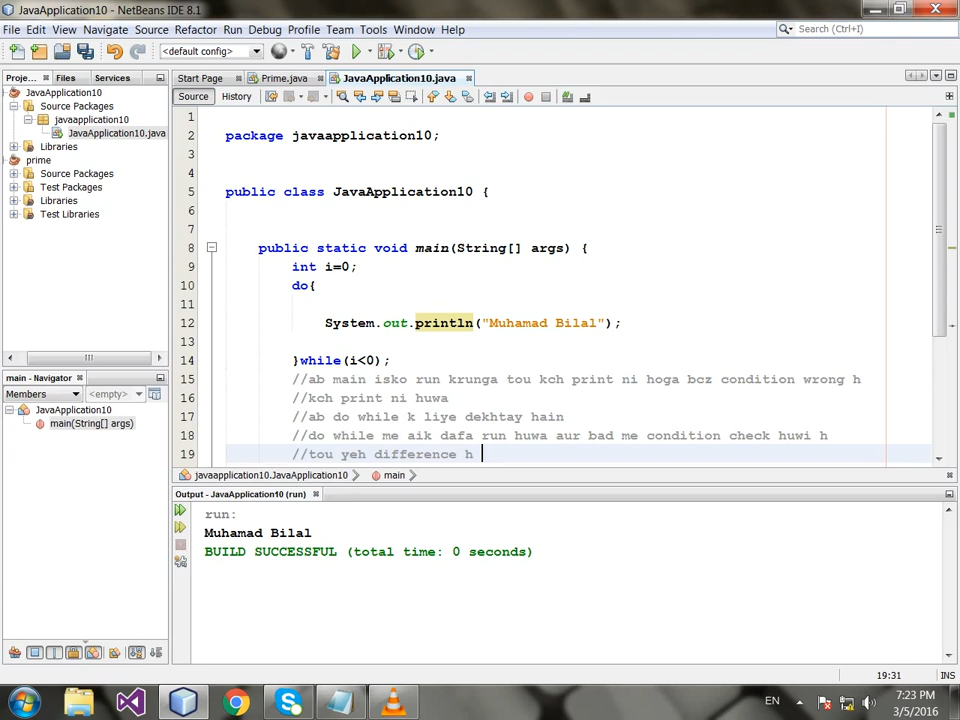 JavaApplication10 - NetBeans IDE 8.1
File Edit View Navigate Source Refactor Run Debug Profile Team Tools Window Help
Search (Ctrl+I)
<default config>
Proje... Files Services
Start Page Prime.java JavaApplication10.java
Source History
JavaApplication10
Source Packages
javaapplication10
JavaApplication10.java
Libraries
prime
Source Packages
Test Packages
Libraries
Test Libraries
1
2 package javaapplication10;
3
4
5 public class JavaApplication10 {
6
7
8 public static void main(String[] args) {
9 int i=0;
10 do{
11
12 System.out.println("Muhamad Bilal");
13
14 }while(i<0);
15 //ab main isko run krunga tou kch print ni hoga bcz condition wrong h
16 //kch print ni huwa
17 //ab do while k liye dekhtay hain
18 //do while me aik dafa run huwa aur bad me condition check huwi h
19 //tou yeh difference h
main - Navigator
Members <empty>
JavaApplication10
main(String[] args)
javaapplication10.JavaApplication10 main
Output - JavaApplication10 (run)
run:
Muhamad Bilal
BUILD SUCCESSFUL (total time: 0 seconds)
19:31 INS
EN
7:23 PM
3/5/2016